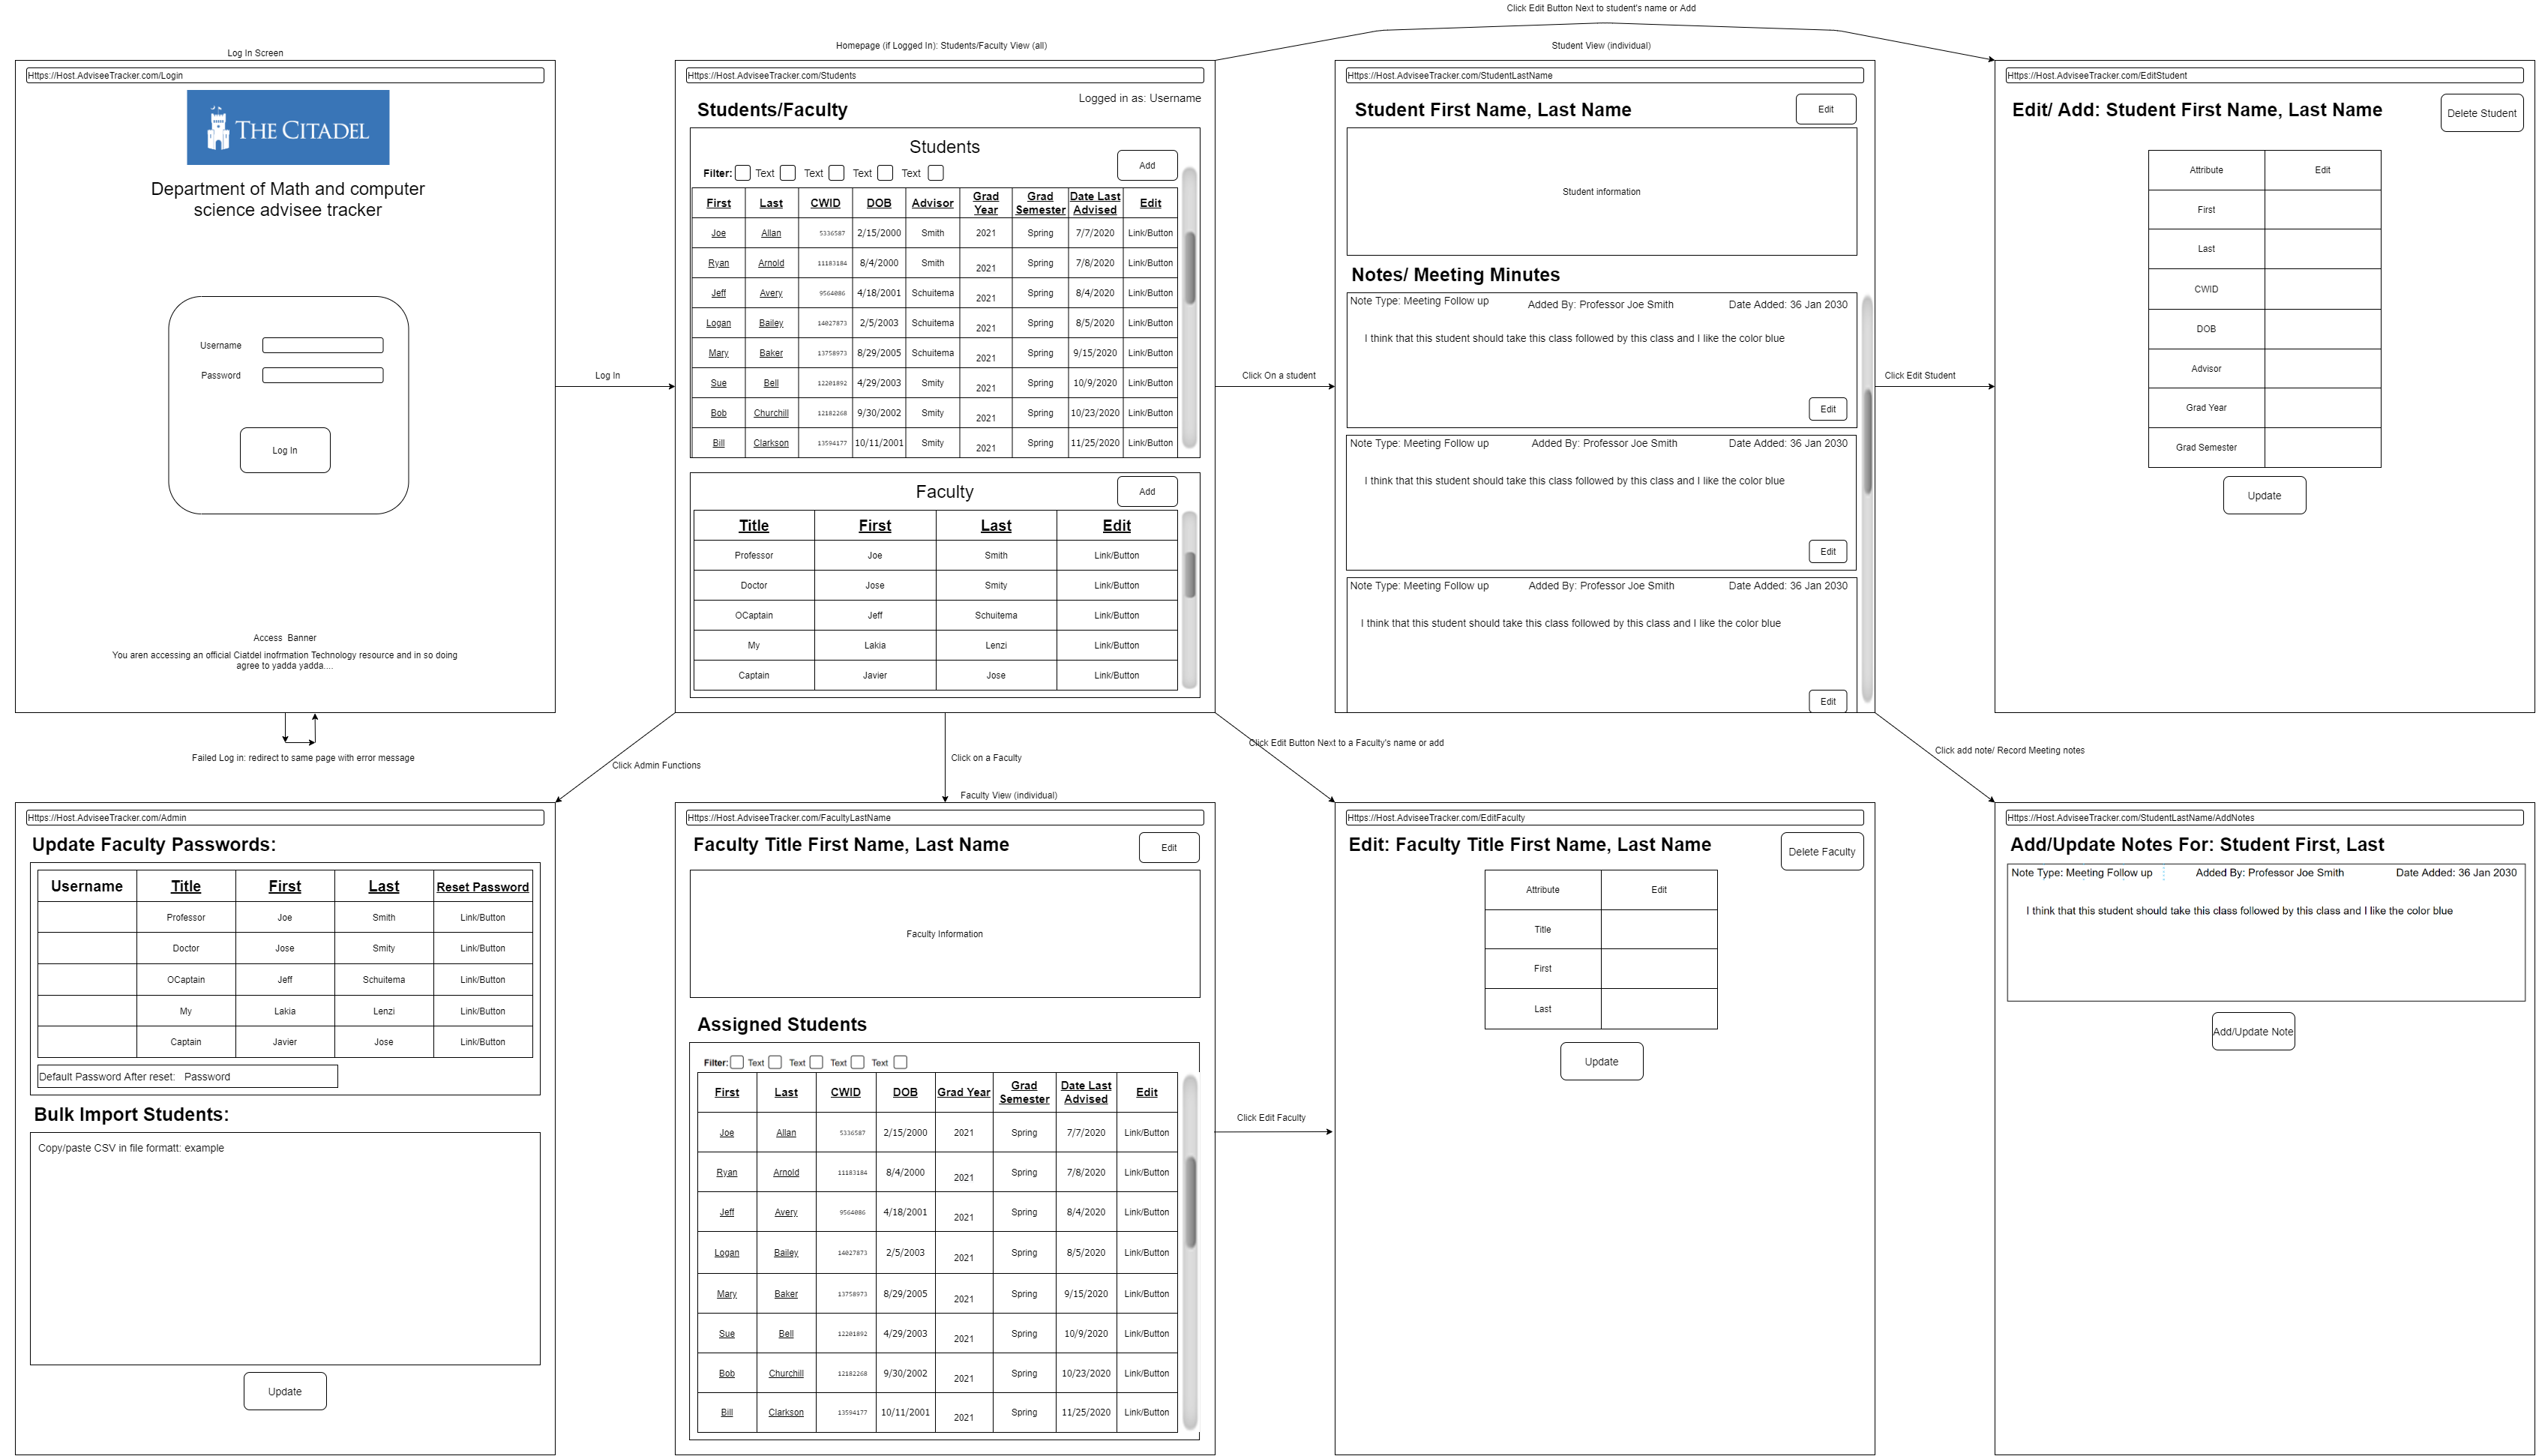 Click Edit Button Next to student's name or Add
Log In Screen
Https://Host.AdviseeTracker.com/Login
THE CITADEL
Department of Math and computer
science advisee tracker
Username
Password
Log In
Access Banner
You aren accessing an official Ciatdel inofrmation Technology resource and in so doing
agree to yadda yadda....
Failed Log in: redirect to same page with error message
Log In
Homepage (if Logged In): Students/Faculty View (all)
Https://Host.AdviseeTracker.com/Students
Logged in as: Username
Students/Faculty
Students
Add
Filter: Text Text Text Text
First Last CWID DOB Advisor Grad Year Grad Semester Date Last Advised Edit
Joe Allan 5336587 2/15/2000 Smith 2021 Spring 7/7/2020 Link/Button
Ryan Arnold 11183184 8/4/2000 Smith 2021 Spring 7/8/2020 Link/Button
Jeff Avery 9564086 4/18/2001 Schuitema 2021 Spring 8/4/2020 Link/Button
Logan Bailey 14027873 2/5/2003 Schuitema 2021 Spring 8/5/2020 Link/Button
Mary Baker 13758973 8/29/2005 Schuitema 2021 Spring 9/15/2020 Link/Button
Sue Bell 12201892 4/29/2003 Smity 2021 Spring 10/9/2020 Link/Button
Bob Churchill 12182268 9/30/2002 Smity 2021 Spring 10/23/2020 Link/Button
Bill Clarkson 13594177 10/11/2001 Smity 2021 Spring 11/25/2020 Link/Button
Faculty
Add
Title First Last Edit
Professor Joe Smith Link/Button
Doctor Jose Smity Link/Button
OCaptain Jeff Schuitema Link/Button
My Lakia Lenzi Link/Button
Captain Javier Jose Link/Button
Click On a student
Student View (individual)
Https://Host.AdviseeTracker.com/StudentLastName
Student First Name, Last Name
Edit
Student information
Notes/ Meeting Minutes
Note Type: Meeting Follow up Added By: Professor Joe Smith Date Added: 36 Jan 2030
I think that this student should take this class followed by this class and I like the color blue
Edit
Note Type: Meeting Follow up Added By: Professor Joe Smith Date Added: 36 Jan 2030
I think that this student should take this class followed by this class and I like the color blue
Edit
Note Type: Meeting Follow up Added By: Professor Joe Smith Date Added: 36 Jan 2030
I think that this student should take this class followed by this class and I like the color blue
Edit
Click Edit Student
Https://Host.AdviseeTracker.com/EditStudent
Edit/ Add: Student First Name, Last Name
Delete Student
Attribute Edit
First
Last
CWID
DOB
Advisor
Grad Year
Grad Semester
Update
Click Admin Functions
Click on a Faculty
Click Edit Button Next to a Faculty's name or add
Click add note/ Record Meeting notes
Https://Host.AdviseeTracker.com/Admin
Update Faculty Passwords:
Username Title First Last Reset Password
Professor Joe Smith Link/Button
Doctor Jose Smity Link/Button
OCaptain Jeff Schuitema Link/Button
My Lakia Lenzi Link/Button
Captain Javier Jose Link/Button
Default Password After reset: Password
Bulk Import Students:
Copy/paste CSV in file formatt: example
Update
Faculty View (individual)
Https://Host.AdviseeTracker.com/FacultyLastName
Faculty Title First Name, Last Name
Edit
Faculty Information
Assigned Students
Filter: Text Text Text Text
First Last CWID DOB Grad Year Grad Semester Date Last Advised Edit
Joe Allan 5336587 2/15/2000 2021 Spring 7/7/2020 Link/Button
Ryan Arnold 11183184 8/4/2000 2021 Spring 7/8/2020 Link/Button
Jeff Avery 9564086 4/18/2001 2021 Spring 8/4/2020 Link/Button
Logan Bailey 14027873 2/5/2003 2021 Spring 8/5/2020 Link/Button
Mary Baker 13758973 8/29/2005 2021 Spring 9/15/2020 Link/Button
Sue Bell 12201892 4/29/2003 2021 Spring 10/9/2020 Link/Button
Bob Churchill 12182268 9/30/2002 2021 Spring 10/23/2020 Link/Button
Bill Clarkson 13594177 10/11/2001 2021 Spring 11/25/2020 Link/Button
Click Edit Faculty
Https://Host.AdviseeTracker.com/EditFaculty
Edit: Faculty Title First Name, Last Name
Delete Faculty
Attribute Edit
Title
First
Last
Update
Https://Host.AdviseeTracker.com/StudentLastName/AddNotes
Add/Update Notes For: Student First, Last
Note Type: Meeting Follow up Added By: Professor Joe Smith Date Added: 36 Jan 2030
I think that this student should take this class followed by this class and I like the color blue
Add/Update Note